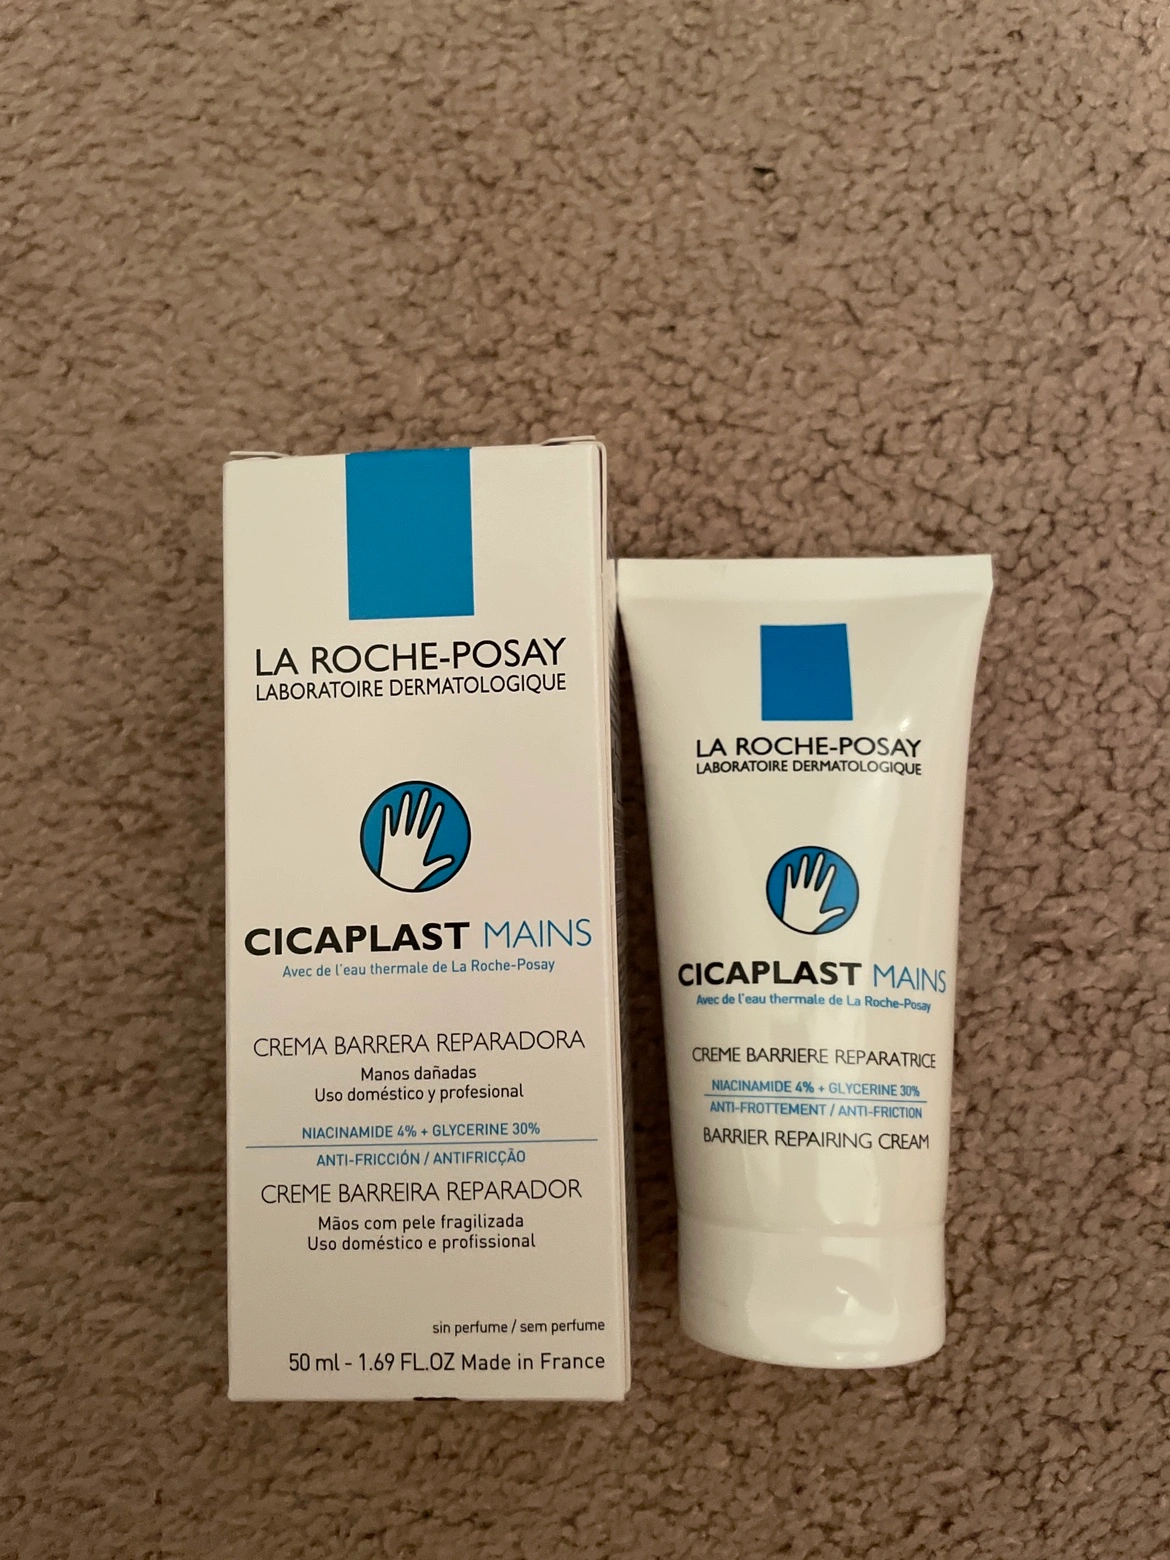 LA ROCHE-POSAY
LABORATOIRE DERMATOLOGIQUE
CICAPLAST MAINS
Avec de l'eau thermale de La Roche-Posay
CREMA BARRERA REPARADORA
Manos dañadas
Uso doméstico y profesional
NIACINAMIDE 4% + GLYCERINE 30%
ANTI-FRICCIÓN / ANTIFRICÇÃO
CREME BARREIRA REPARADOR
Mãos com pele fragilizada
Uso doméstico e profissional
sin perfume / sem perfume
50 ml - 1.69 FL.OZ Made in France
LA ROCHE-POSAY
LABORATOIRE DERMATOLOGIQUE
CICAPLAST MAINS
Avec de l'eau thermale de La Roche-Posay
CREME BARRIERE REPARATRICE
NIACINAMIDE 4% + GLYCERINE 30%
ANTI-FROTTEMENT / ANTI-FRICTION
BARRIER REPAIRING CREAM